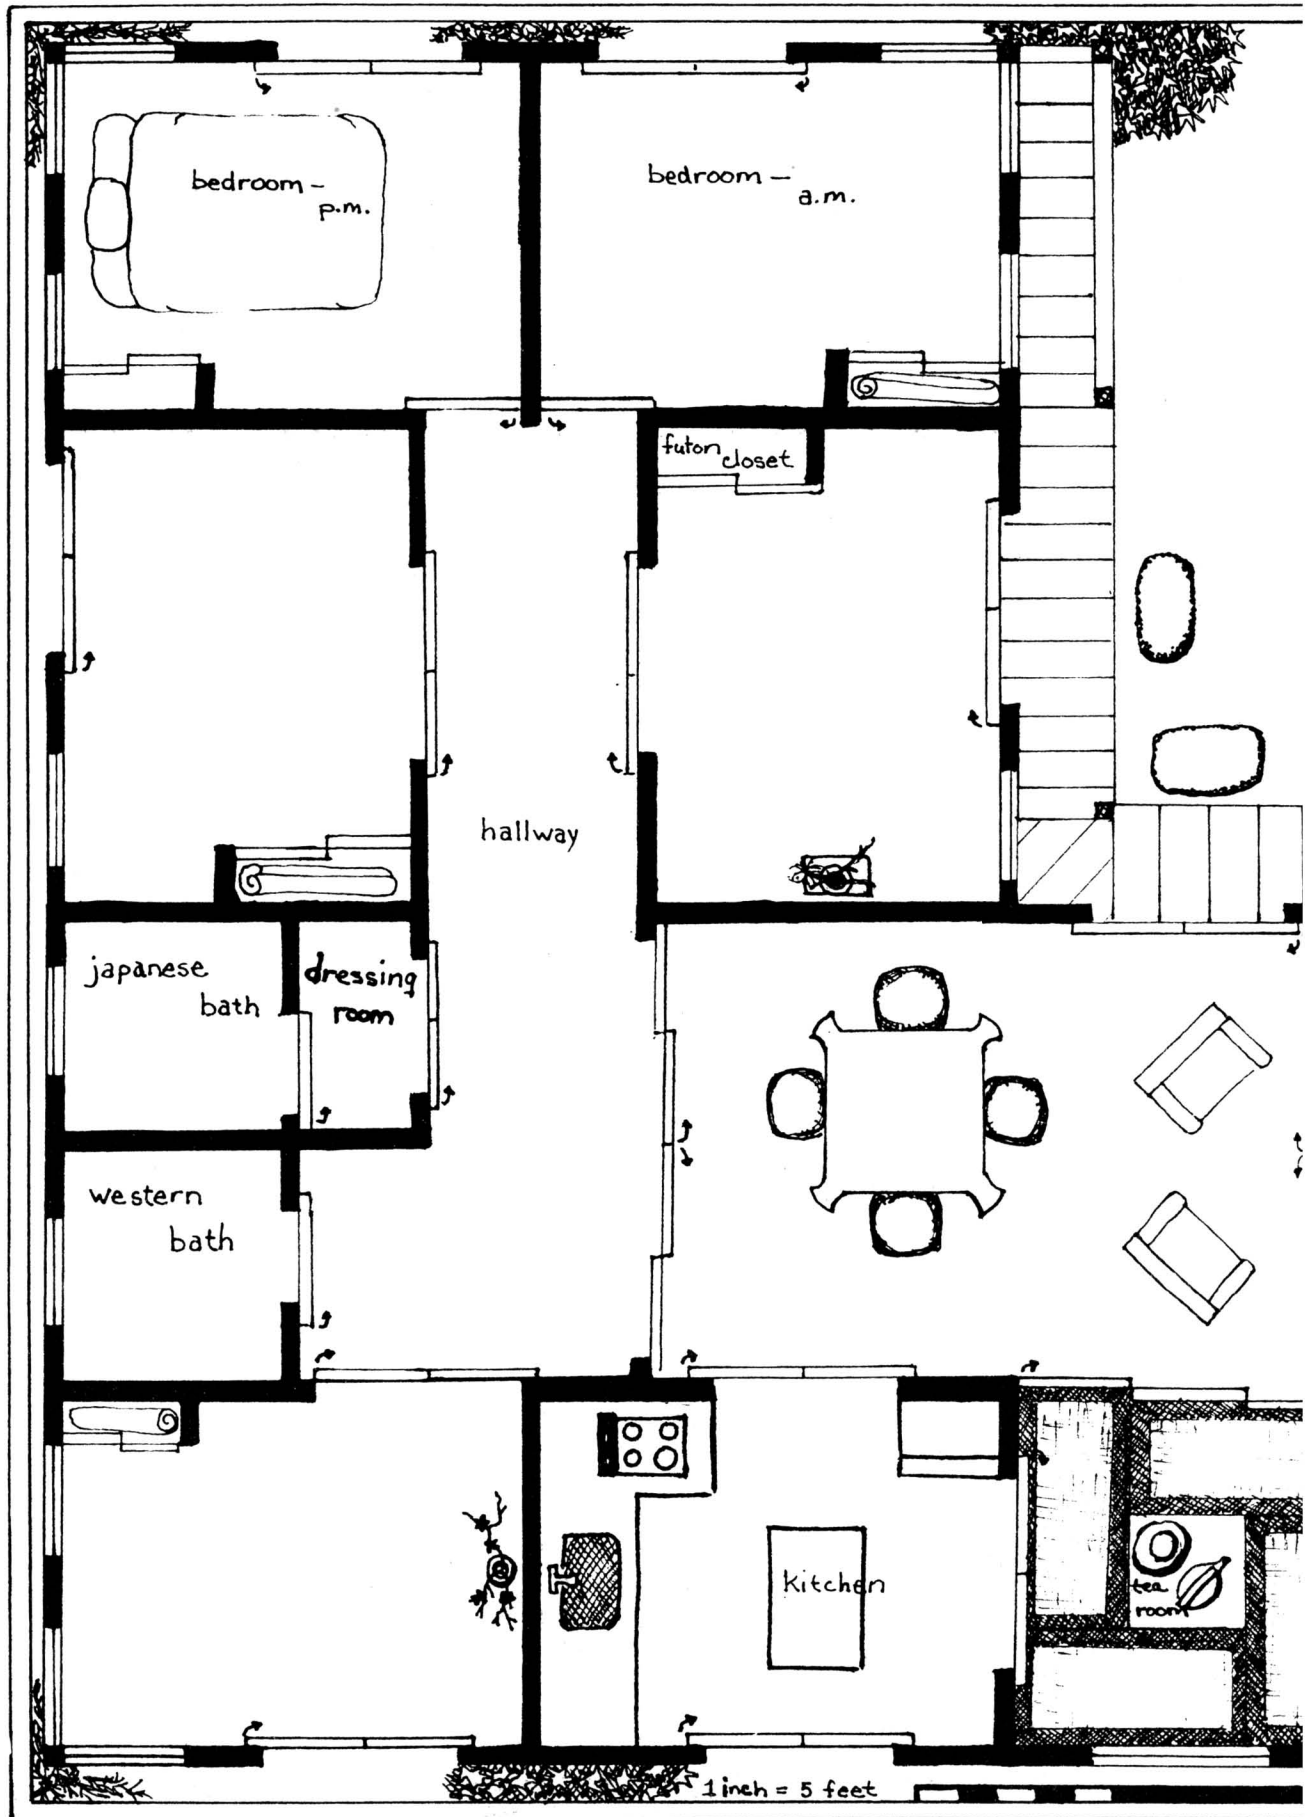 bedroom –
p.m.
bedroom –
a.m.
futon
closet
hallway
japanese
bath
dressing
room
western
bath
kitchen
tea
room
1 inch = 5 feet